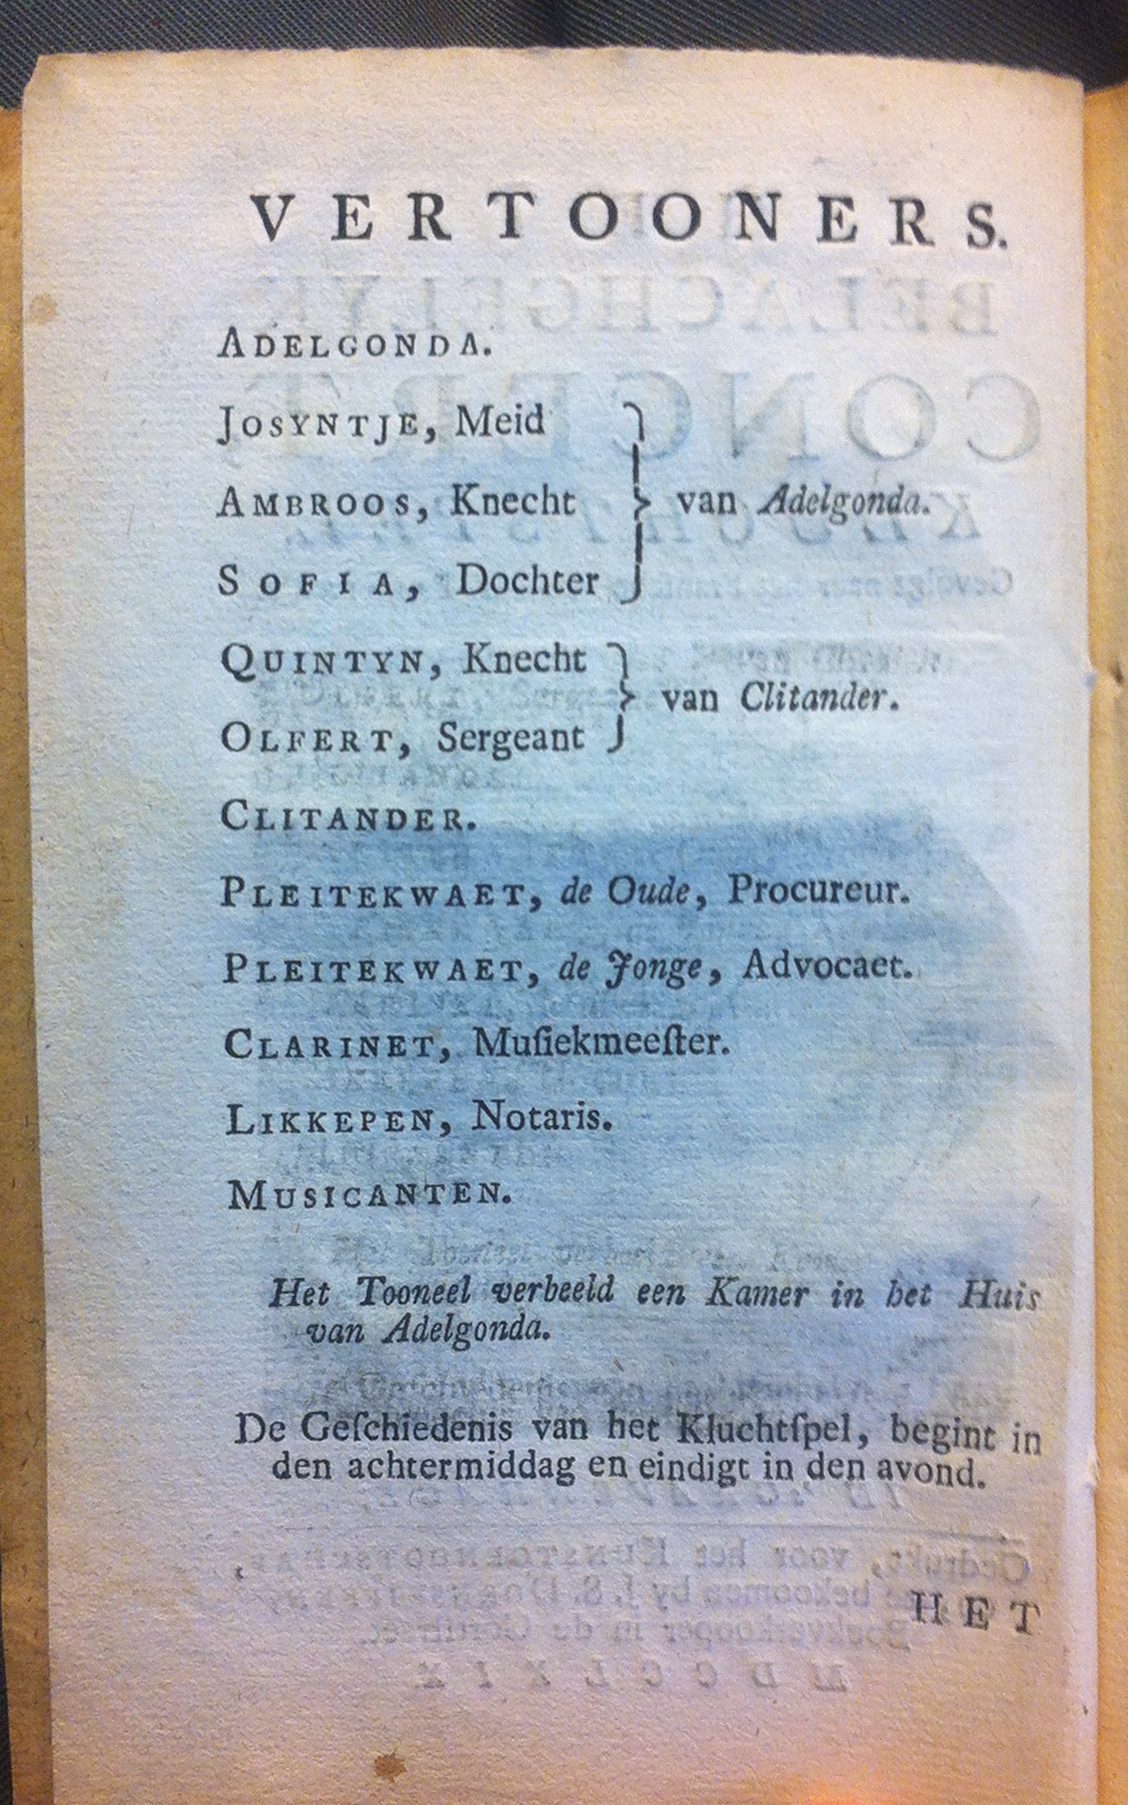 VERTOONERS.
ADELGONDA.
JOSYNTJE, Meid
AMBROOS, Knecht } van Adelgonda.
SOFIA, Dochter
QUINTYN, Knecht } van Clitander.
OLFERT, Sergeant
CLITANDER.
PLEITEKWAET, de Oude, Procureur.
PLEITEKWAET, de Jonge, Advocaet.
CLARINET, Muſiekmeeſter.
LIKKEPEN, Notaris.
MUSICANTEN.
Het Tooneel verbeeld een Kamer in het Huis
van Adelgonda.
De Geſchiedenis van het Kluchtſpel, begint in
den achtermiddag en eindigt in den avond.
HET